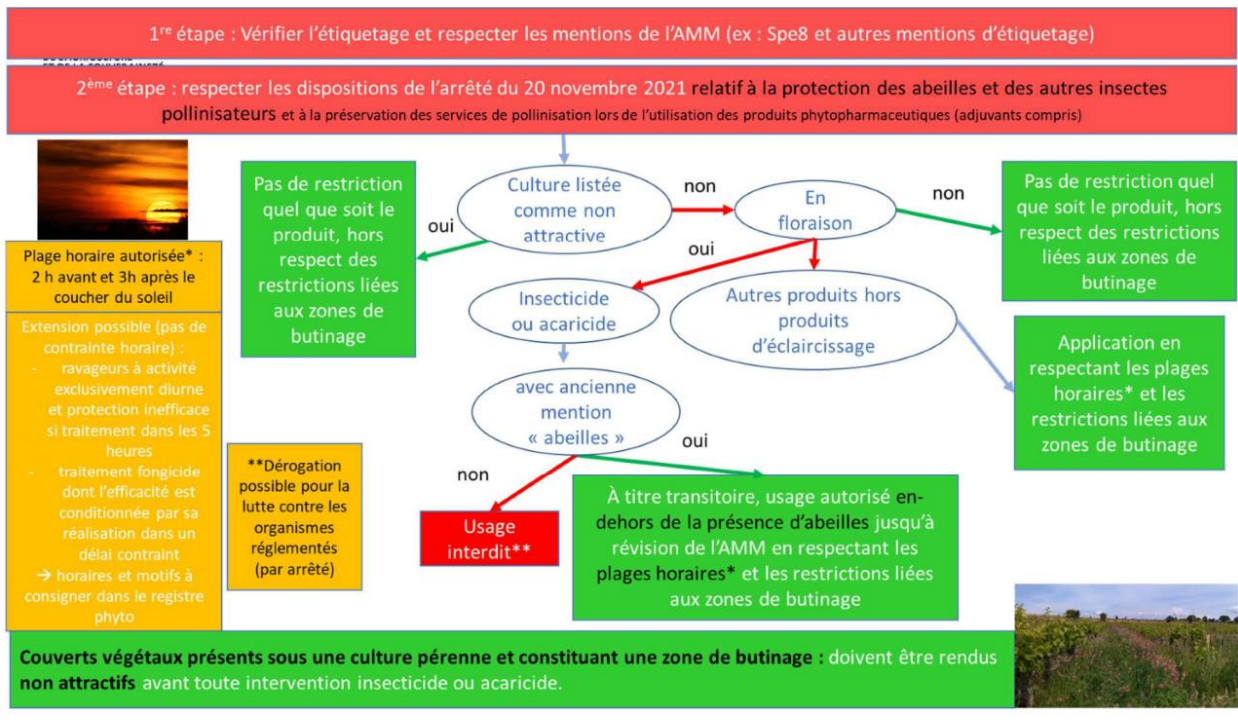 1re étape : Vérifier l'étiquetage et respecter les mentions de l'AMM (ex : Spe8 et autres mentions d'étiquetage)
ET DE LA SOUVERAINETÉ
2ème étape : respecter les dispositions de l'arrêté du 20 novembre 2021 relatif à la protection des abeilles et des autres insectes
pollinisateurs et à la préservation des services de pollinisation lors de l'utilisation des produits phytopharmaceutiques (adjuvants compris)
Plage horaire autorisée* :
2 h avant et 3h après le
coucher du soleil
Extension possible (pas de
contrainte horaire) :
- ravageurs à activité
exclusivement diurne
et protection inefficace
si traitement dans les 5
heures
- traitement fongicide
dont l'efficacité est
conditionnée par sa
réalisation dans un
délai contraint
→ horaires et motifs à
consigner dans le registre
phyto
Pas de restriction
quel que soit le
produit, hors
respect des
restrictions liées
aux zones de
butinage
oui
Culture listée
comme non
attractive
non
En
floraison
non
Pas de restriction quel
que soit le produit, hors
respect des restrictions
liées aux zones de
butinage
oui
Insecticide
ou acaricide
Autres produits hors
produits
d'éclaircissage
Application en
respectant les plages
horaires* et les
restrictions liées aux
zones de butinage
avec ancienne
mention
« abeilles »
non
oui
**Dérogation
possible pour la
lutte contre les
organismes
réglementés
(par arrêté)
Usage
interdit**
À titre transitoire, usage autorisé en-
dehors de la présence d'abeilles jusqu'à
révision de l'AMM en respectant les
plages horaires* et les restrictions liées
aux zones de butinage
Couverts végétaux présents sous une culture pérenne et constituant une zone de butinage : doivent être rendus
non attractifs avant toute intervention insecticide ou acaricide.